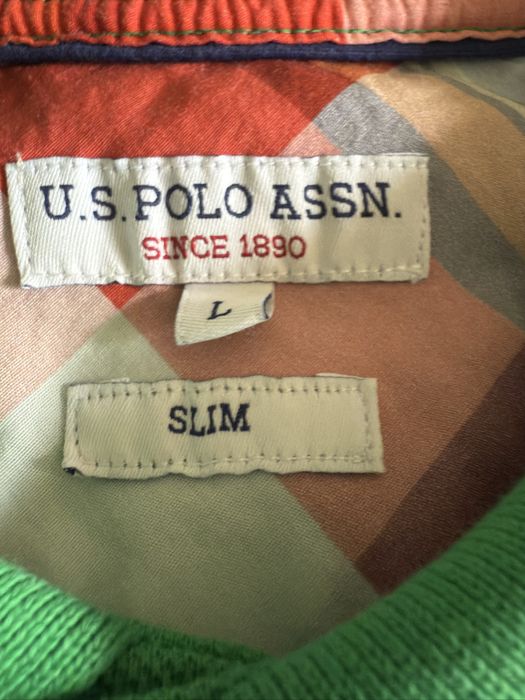 U.S. POLO ASSN.
SINCE 1890
L
SLIM